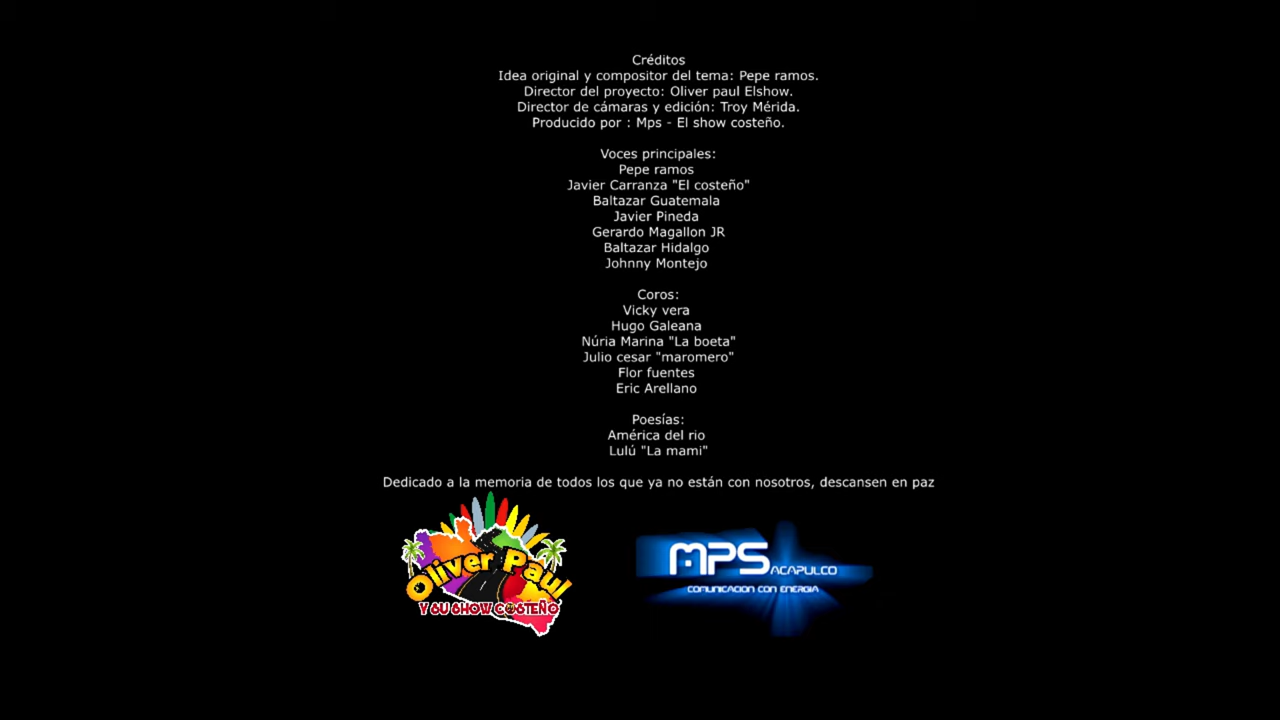 Créditos
Idea original y compositor del tema: Pepe ramos.
Director del proyecto: Oliver paul Elshow.
Director de cámaras y edición: Troy Mérida.
Producido por : Mps - El show costeño.
Voces principales:
Pepe ramos
Javier Carranza "El costeño"
Baltazar Guatemala
Javier Pineda
Gerardo Magallon JR
Baltazar Hidalgo
Johnny Montejo
Coros:
Vicky vera
Hugo Galeana
Núria Marina "La boeta"
Julio cesar "maromero"
Flor fuentes
Eric Arellano
Poesías:
América del rio
Lulú "La mami"
Dedicado a la memoria de todos los que ya no están con nosotros, descansen en paz
Oliver Paul
Y SU SHOW COSTEÑO
MPS ACAPULCO
COMUNICACION CON ENERGIA